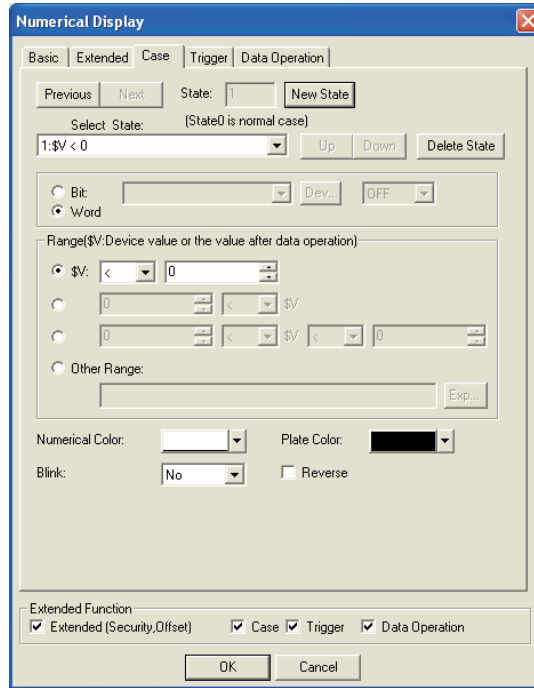 Numerical Display
Basic Extended Case Trigger Data Operation
Previous Next State: 1 New State
Select State: (State0 is normal case)
1:$V < 0 Up Down Delete State
Bit: Dev... OFF
Word
Range($V:Device value or the value after data operation)
$V: < 0
0 < $V
0 < $V < 0
Other Range:
Exp...
Numerical Color: Plate Color:
Blink: No Reverse
Extended Function
Extended (Security,Offset) Case Trigger Data Operation
OK Cancel